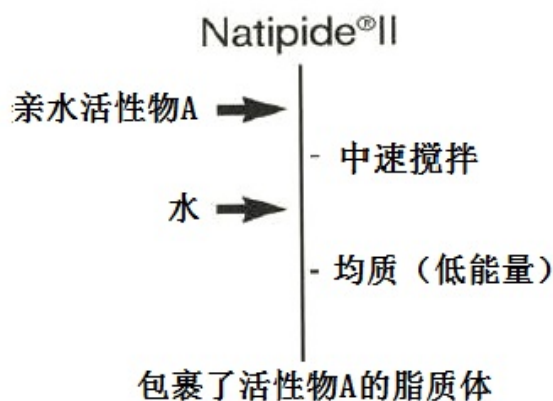 Natipide®II
亲水活性物A
中速搅拌
水
均质（低能量）
包裹了活性物A的脂质体